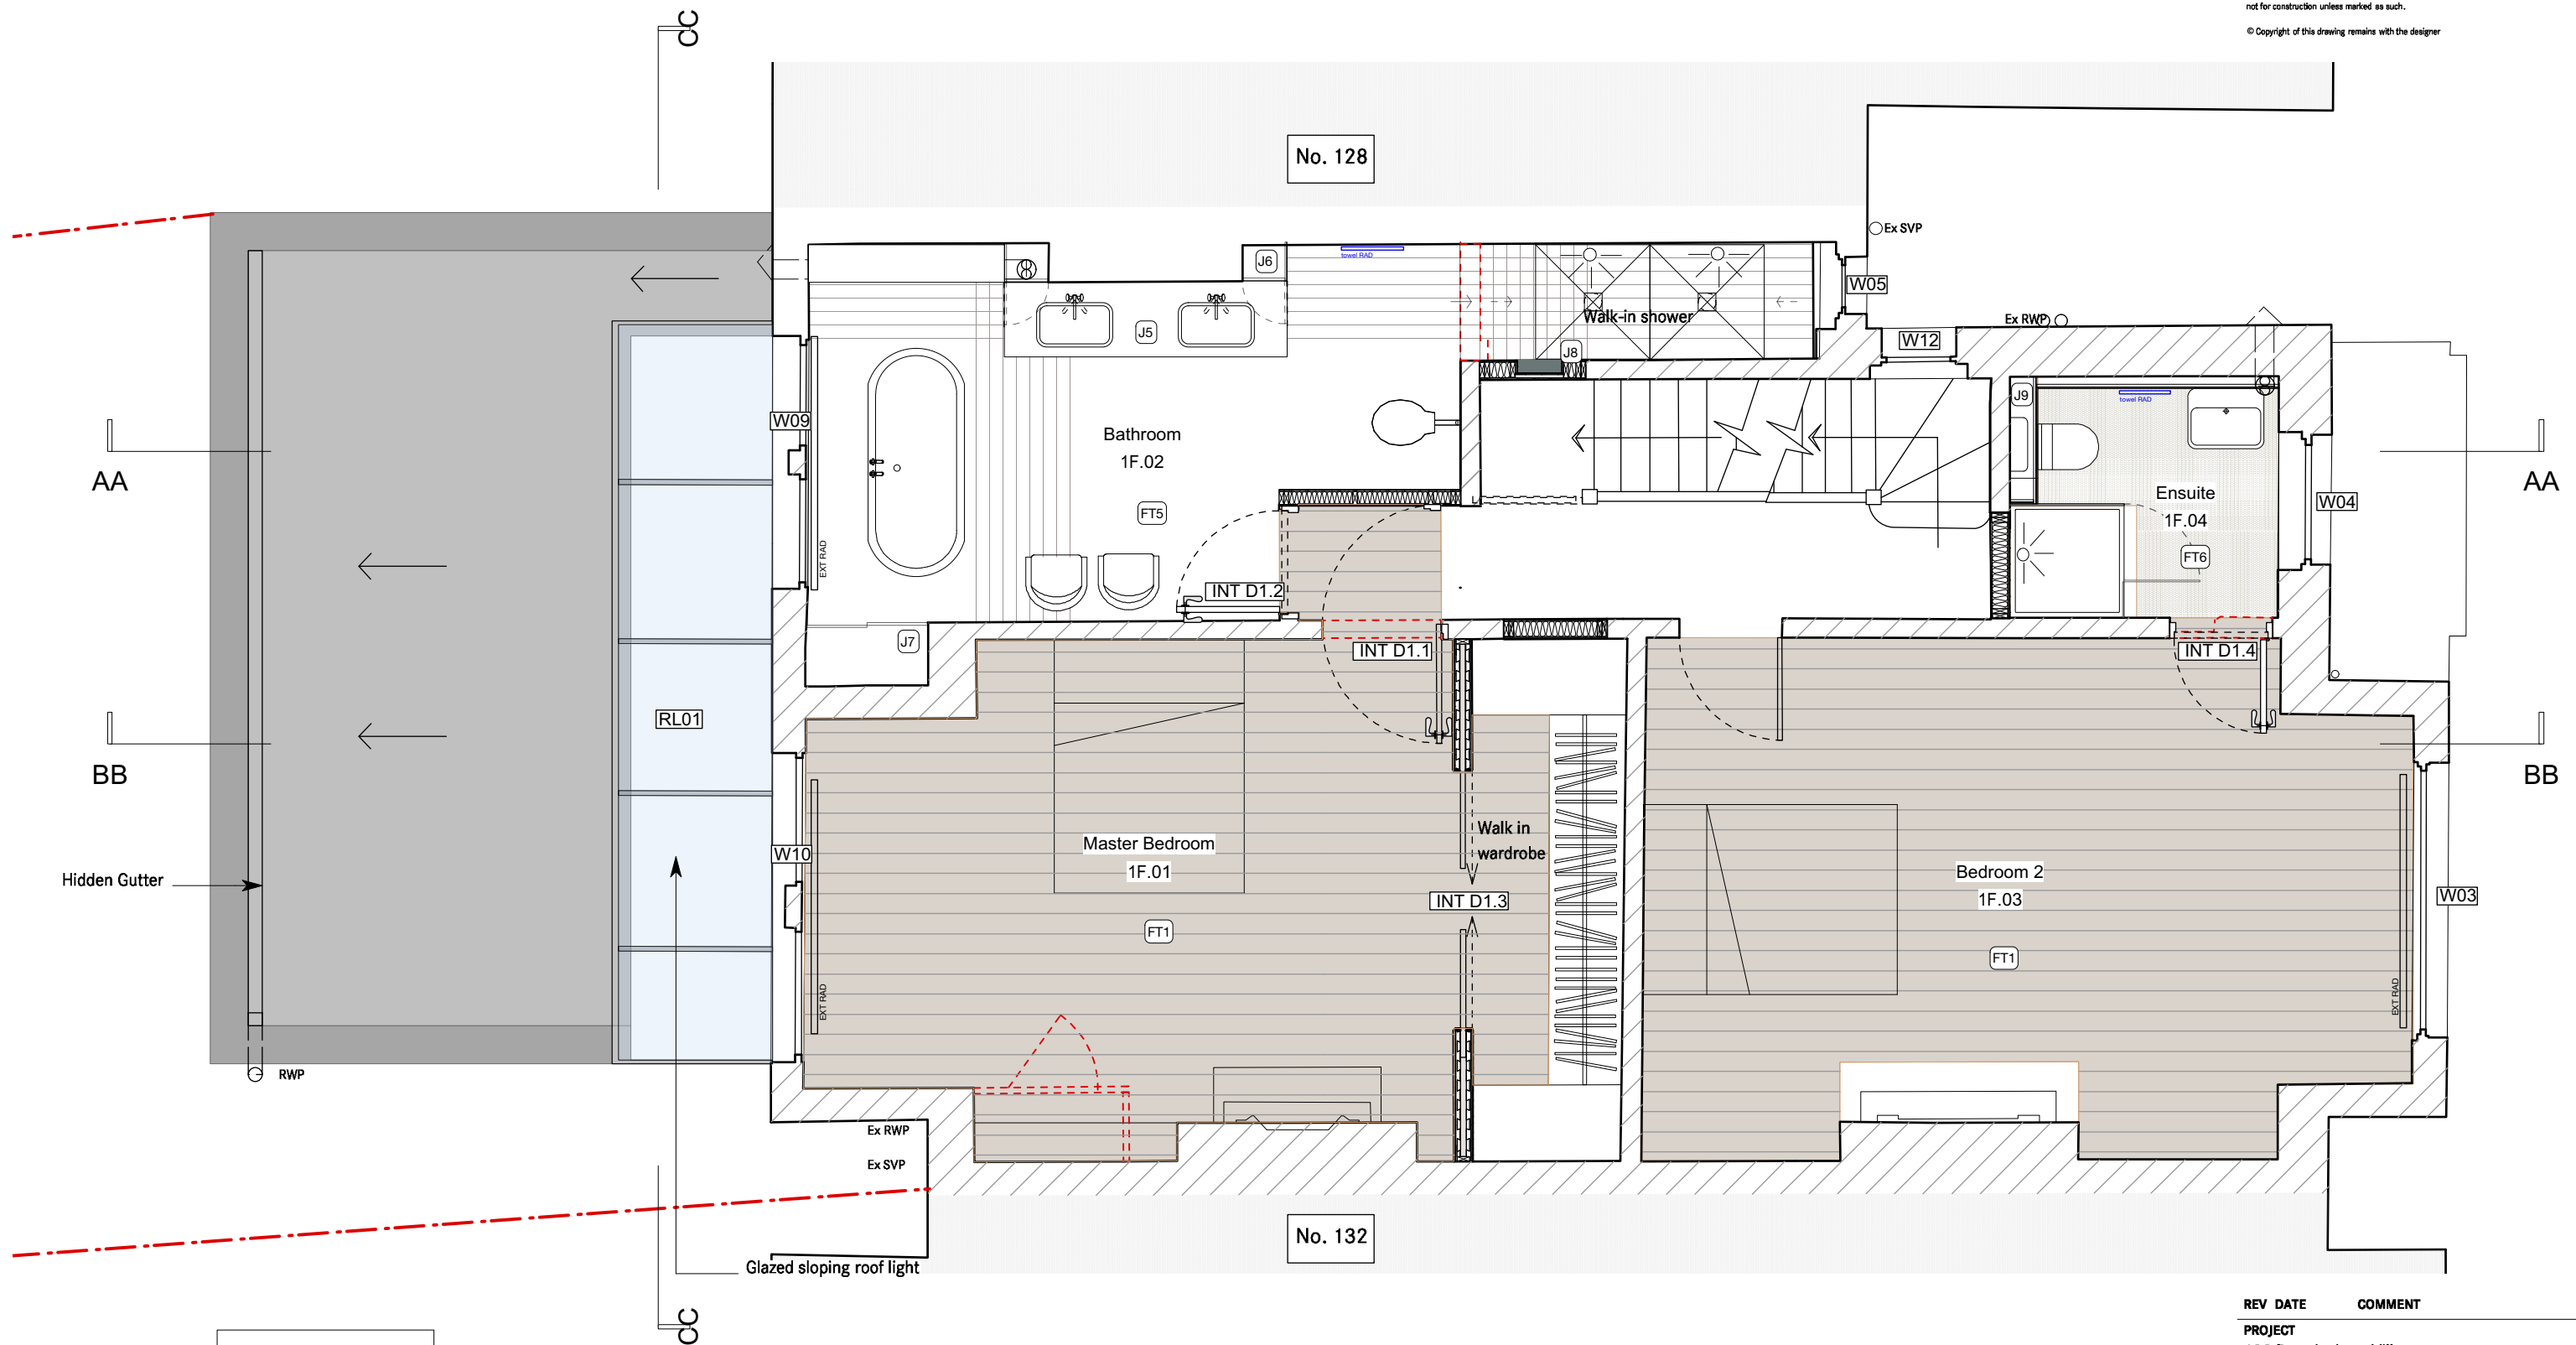 not for construction unless marked as such.
© Copyright of this drawing remains with the designer
CC
No. 128
Ex SVP
J6
towel RAD
W05
Walk-in shower
Ex RWP
W12
J5
J8
J9
towel RAD
W09
Bathroom
1F.02
AA
AA
Ensuite
1F.04
W04
FT5
FT6
EXT RAD
INT D1.2
J7
INT D1.1
INT D1.4
RL01
BB
BB
Walk in
wardrobe
Master Bedroom
1F.01
W10
Hidden Gutter
Bedroom 2
1F.03
W03
INT D1.3
FT1
FT1
EXT RAD
EXT RAD
RWP
Ex RWP
Ex SVP
No. 132
Glazed sloping roof light
CC
REV DATE COMMENT
PROJECT